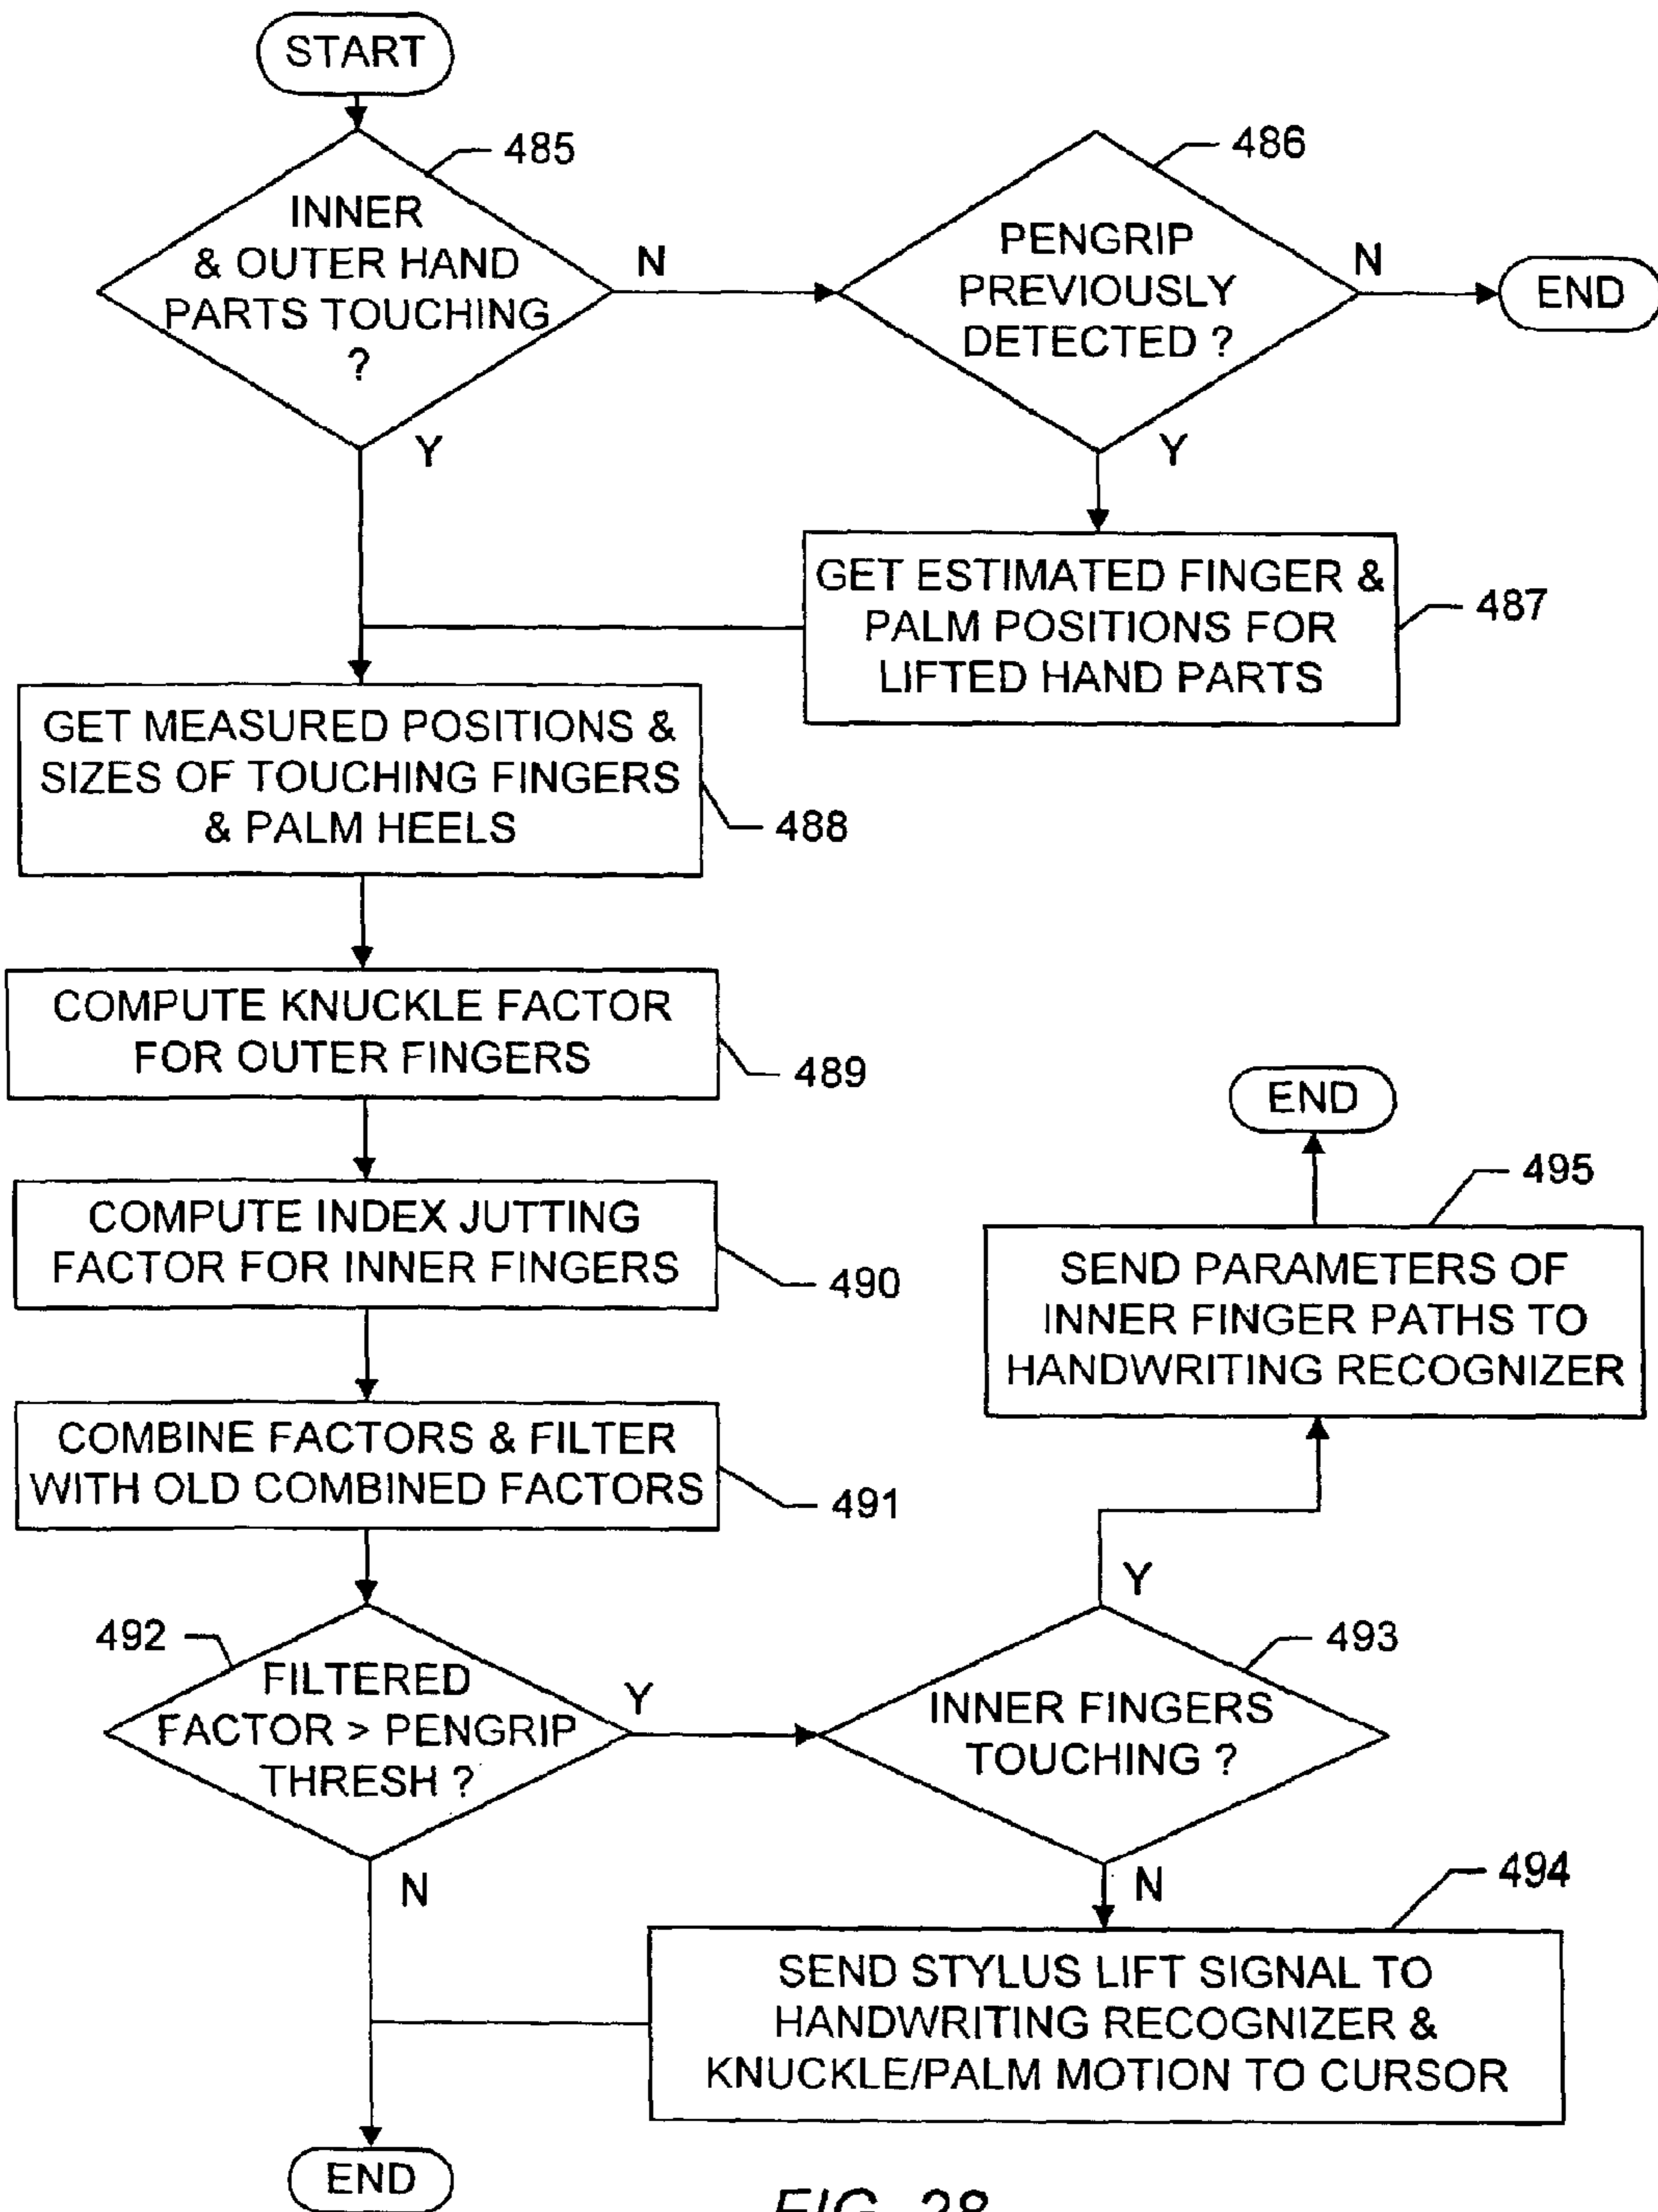 START
485
INNER
& OUTER HAND
PARTS TOUCHING
?
N
Y
486
PENGRIP
PREVIOUSLY
DETECTED ?
N
END
Y
GET ESTIMATED FINGER &
PALM POSITIONS FOR
LIFTED HAND PARTS
487
GET MEASURED POSITIONS &
SIZES OF TOUCHING FINGERS
& PALM HEELS
488
COMPUTE KNUCKLE FACTOR
FOR OUTER FINGERS
489
COMPUTE INDEX JUTTING
FACTOR FOR INNER FINGERS
490
COMBINE FACTORS & FILTER
WITH OLD COMBINED FACTORS
491
492
FILTERED
FACTOR > PENGRIP
THRESH ?
Y
N
INNER FINGERS
TOUCHING ?
493
Y
N
END
495
SEND PARAMETERS OF
INNER FINGER PATHS TO
HANDWRITING RECOGNIZER
494
SEND STYLUS LIFT SIGNAL TO
HANDWRITING RECOGNIZER &
KNUCKLE/PALM MOTION TO CURSOR
END
FIG. 28